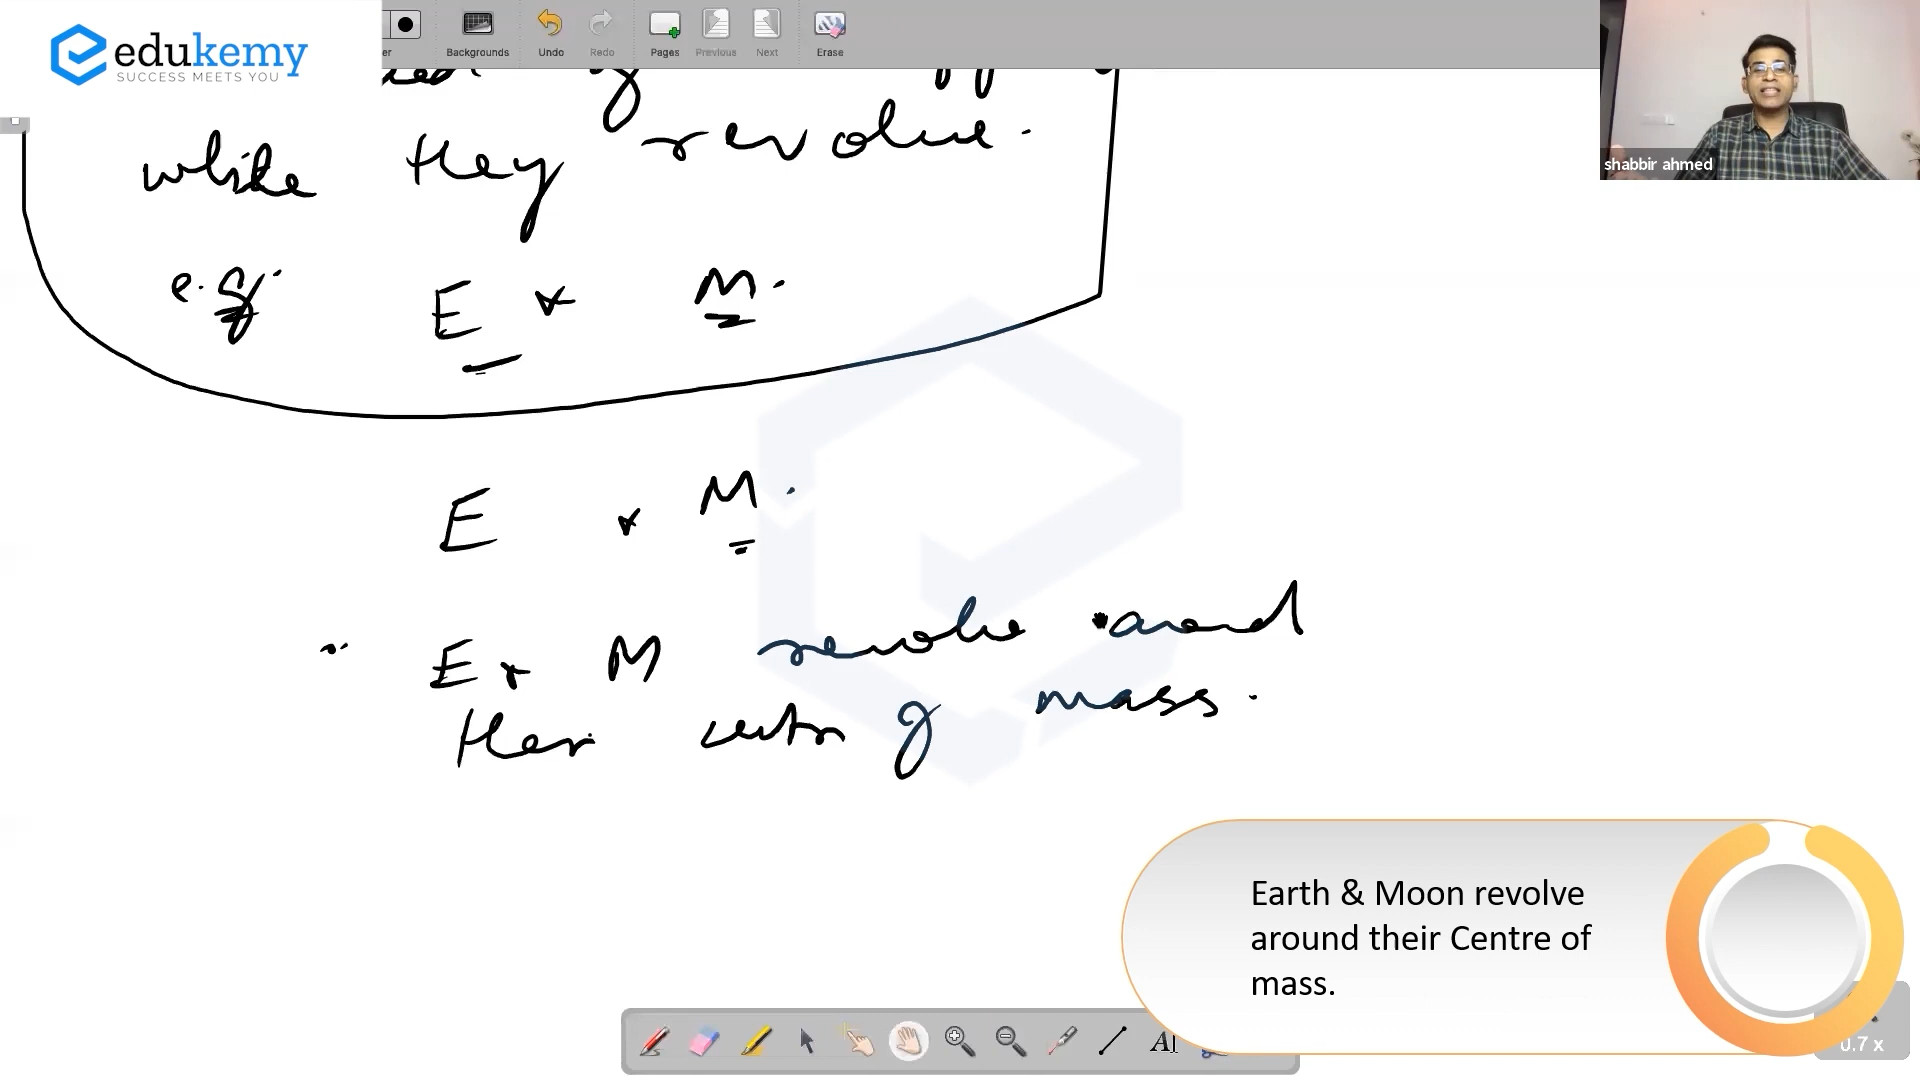 edukemy
SUCCESS MEETS YOU
er
Backgrounds
Undo
Redo
Pages
Previous
Next
Erase
shabbir ahmed
while they revolve.
e.g. E & M.
E & M.
∵ E & M revolve around
their centre of mass.
Earth & Moon revolve
around their Centre of
mass.
0.7 x